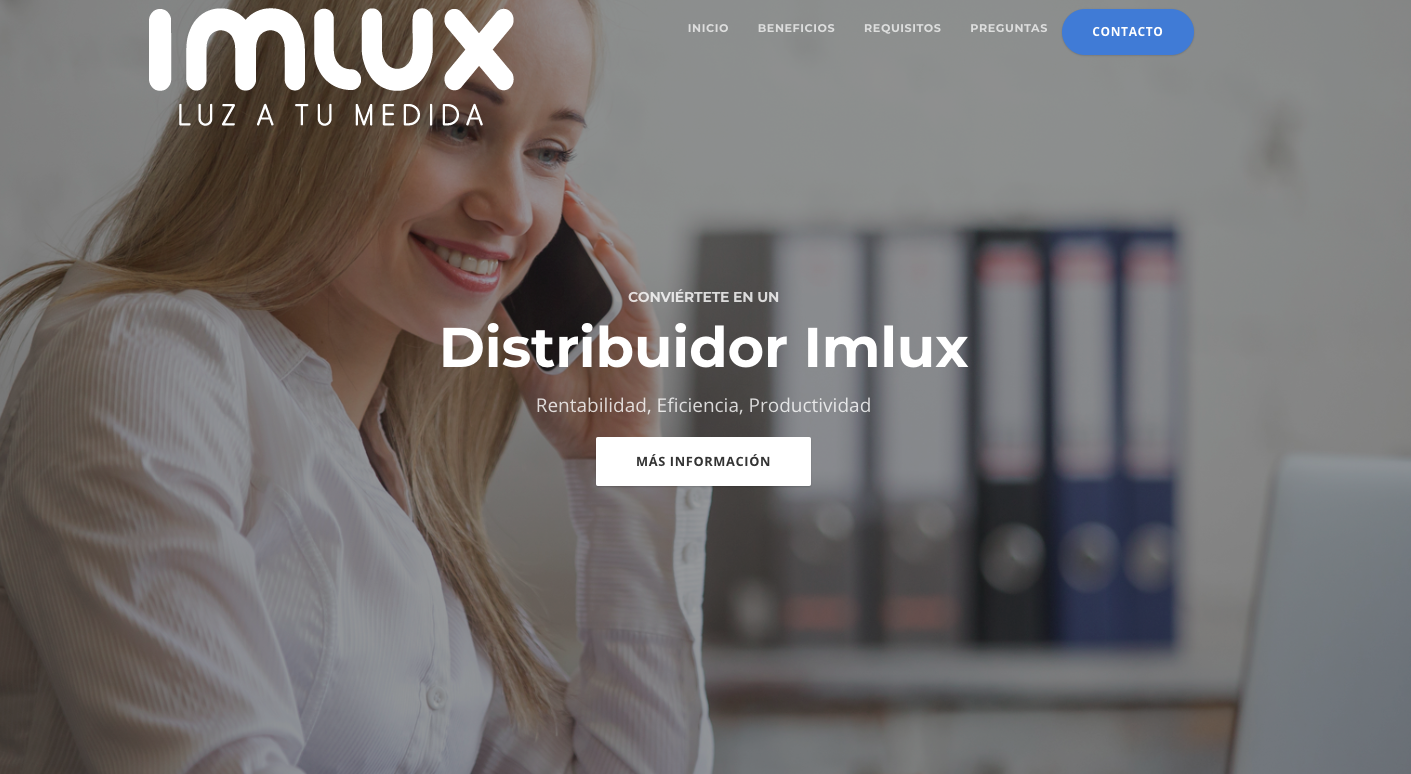 IMLUX
LUZ A TU MEDIDA
INICIO
BENEFICIOS
REQUISITOS
PREGUNTAS
CONTACTO
CONVIÉRTETE EN UN
Distribuidor Imlux
Rentabilidad, Eficiencia, Productividad
MÁS INFORMACIÓN